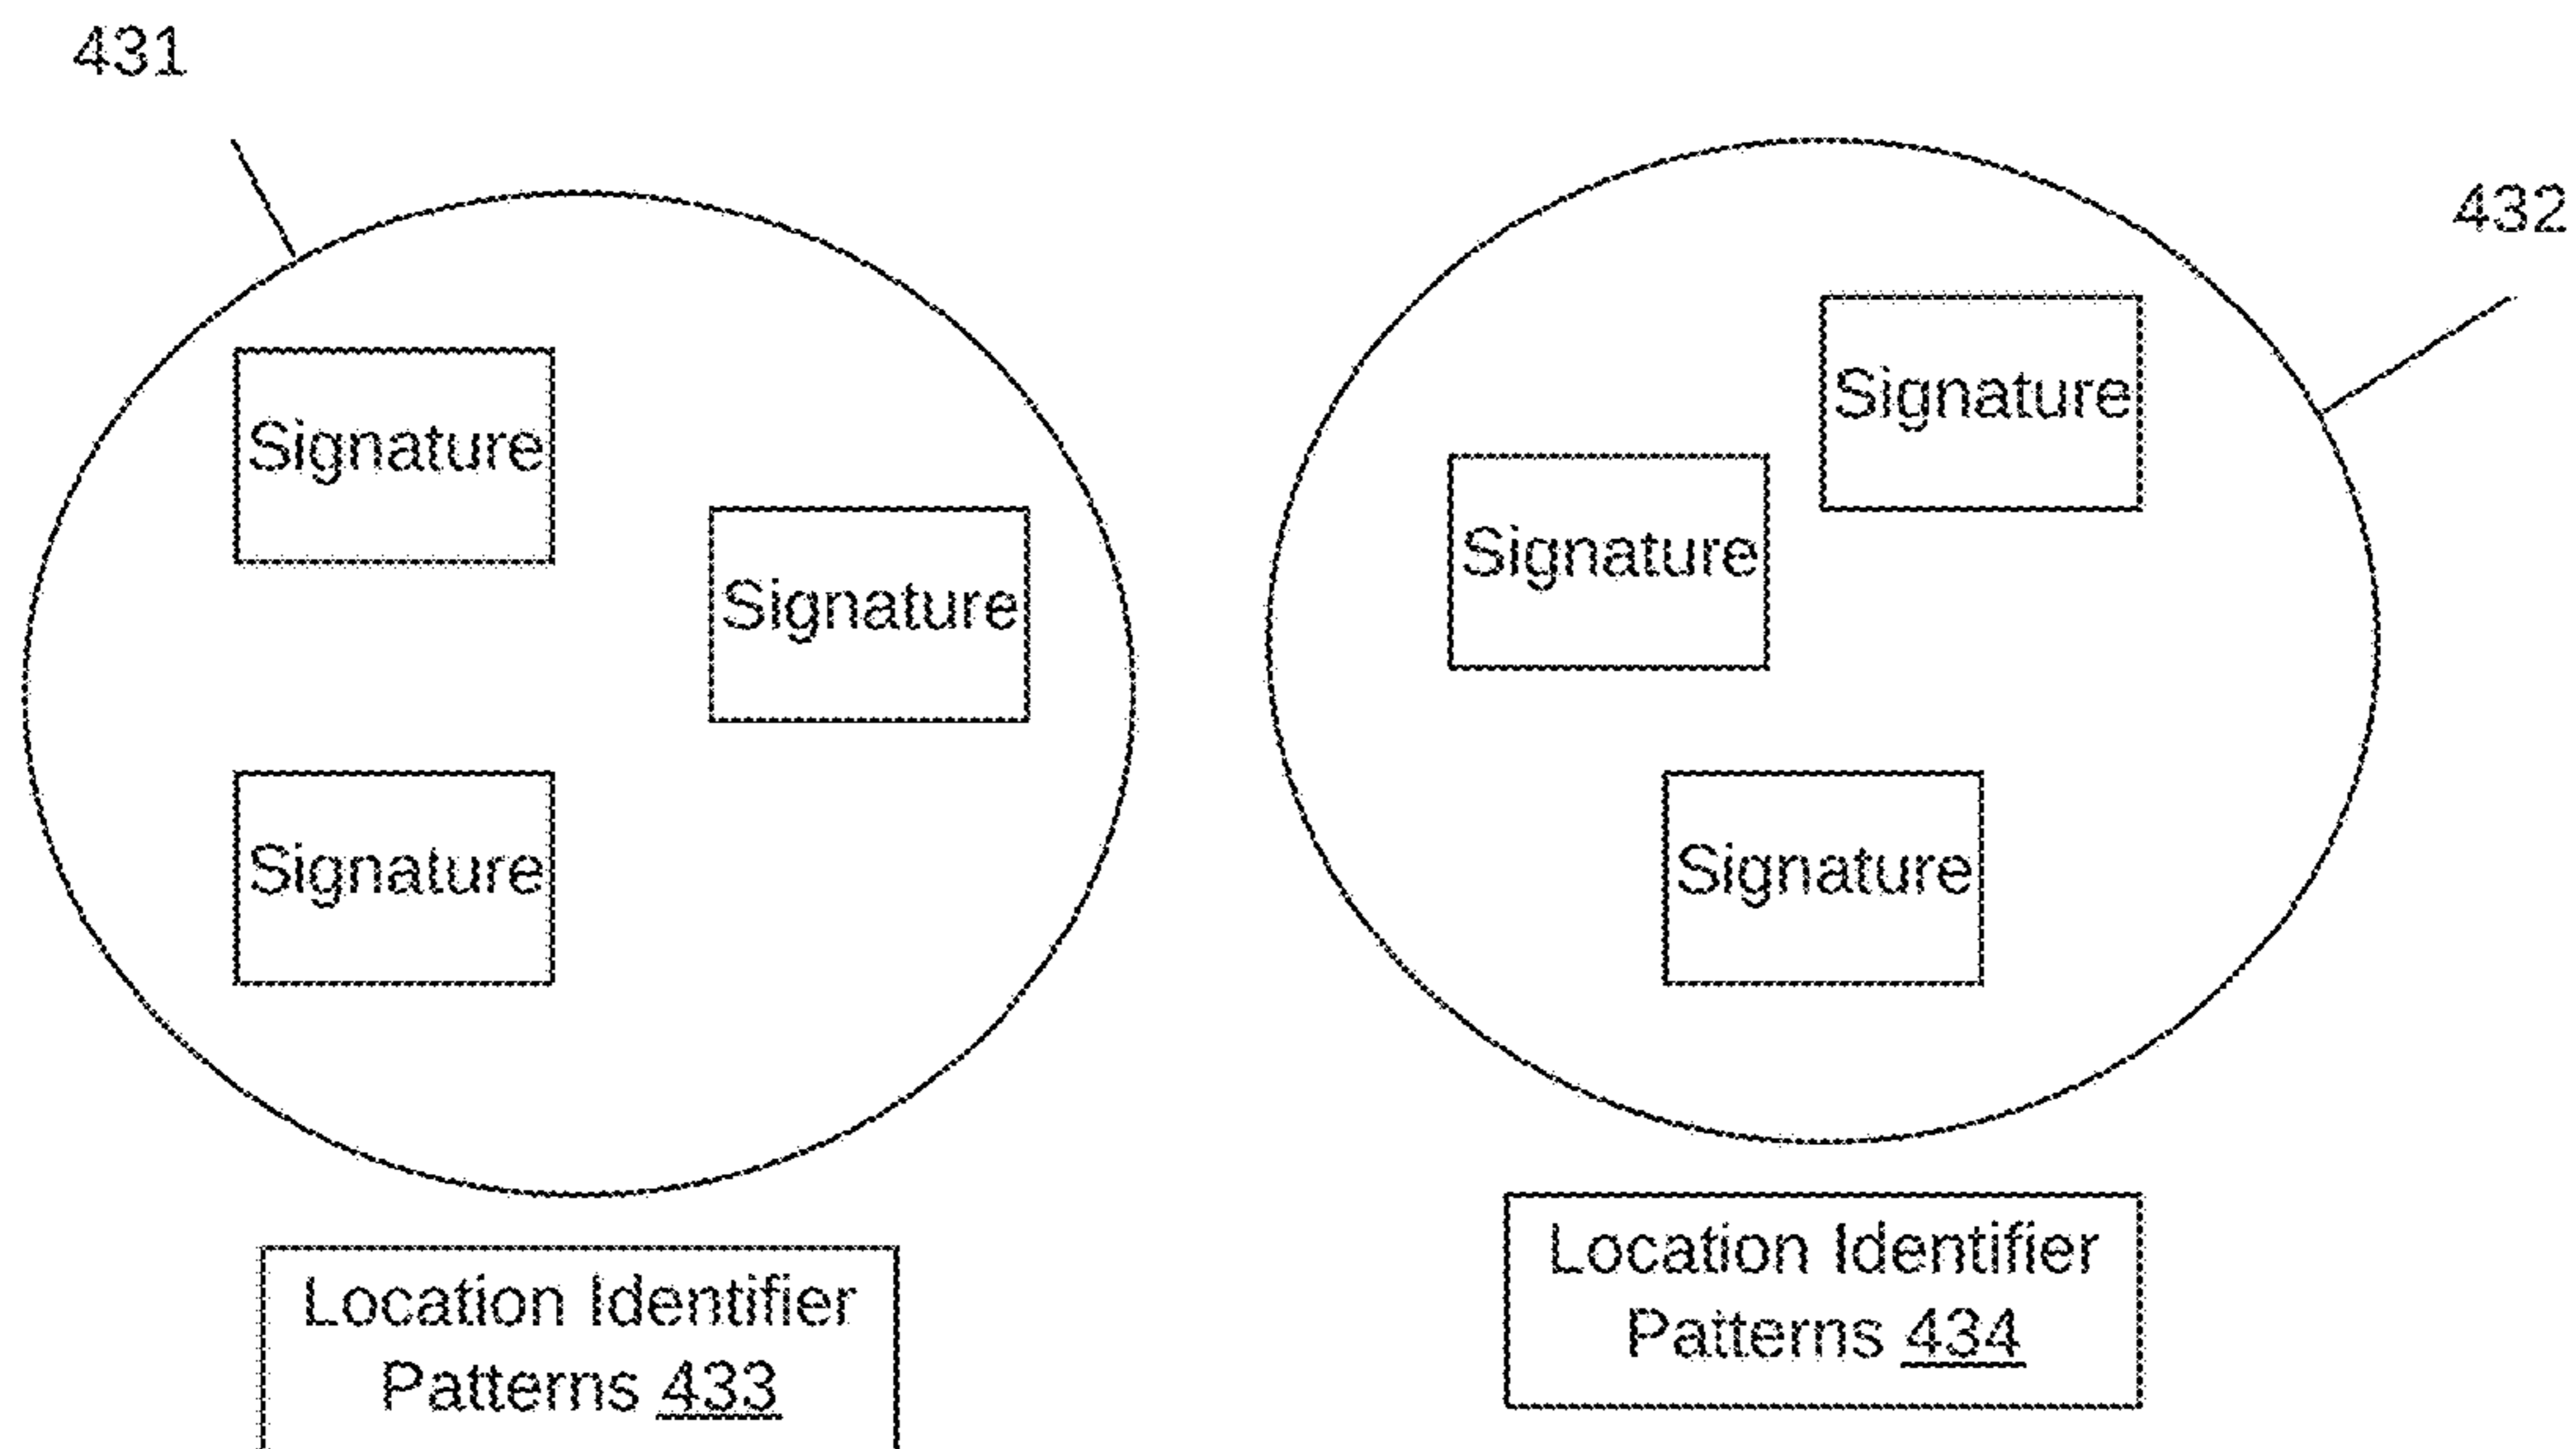 431
432
Signature
Signature
Signature
Signature
Signature
Signature
Location Identifier
Patterns 433
Location Identifier
Patterns 434